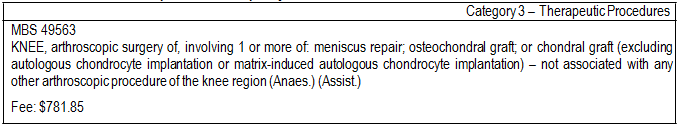 Category 3 – Therapeutic Procedures
MBS 49563
KNEE, arthroscopic surgery of, involving 1 or more of: meniscus repair; osteochondral graft; or chondral graft (excluding
autologous chondrocyte implantation or matrix-induced autologous chondrocyte implantation) – not associated with any
other arthroscopic procedure of the knee region (Anaes.) (Assist.)
Fee: $781.85